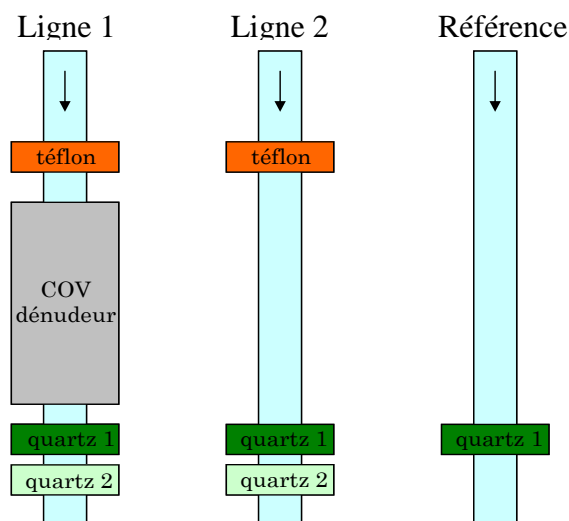 Ligne 1
Ligne 2
Référence
téflon
téflon
COV
dénudeur
quartz 1
quartz 1
quartz 1
quartz 2
quartz 2